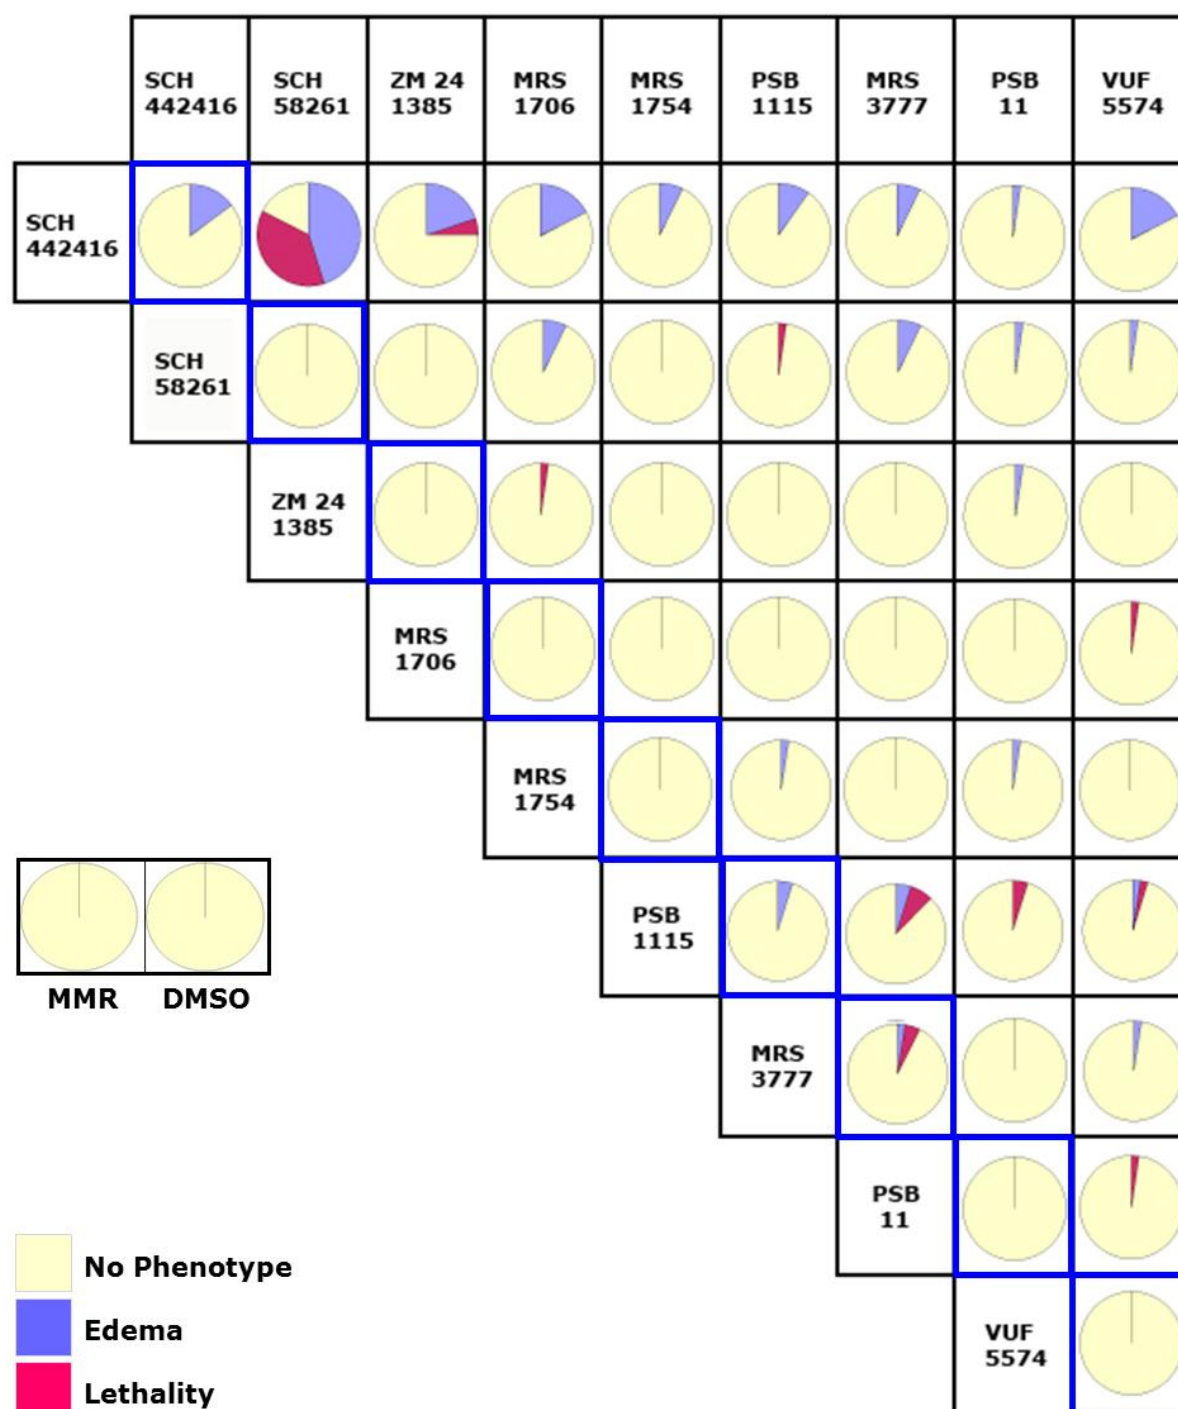 SCH
442416
SCH
58261
ZM 24
1385
MRS
1706
MRS
1754
PSB
1115
MRS
3777
PSB
11
VUF
5574
SCH
442416
SCH
58261
ZM 24
1385
MRS
1706
MRS
1754
PSB
1115
MMR DMSO
MRS
3777
PSB
11
No Phenotype
Edema
VUF
5574
Lethality